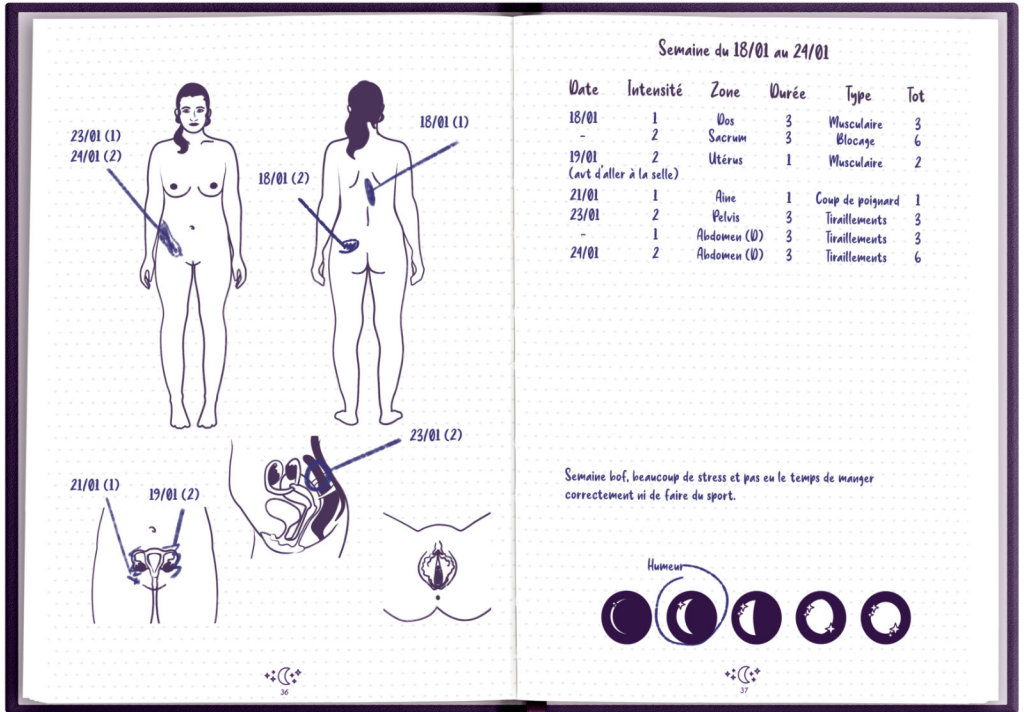 23/01 (1)
24/01 (2)
18/01 (1)
18/01 (2)
23/01 (2)
21/01 (1)
19/01 (2)
36
Semaine du 18/01 au 24/01
Date Intensité Zone Durée Type Tot
18/01 1 Dos 3 Musculaire 3
- 2 Sacrum 3 Blocage 6
19/01 2 Utérus 1 Musculaire 2
(avt d'aller à la selle)
21/01 1 Aine 1 Coup de poignard 1
23/01 2 Pelvis 3 Tiraillements 3
- 1 Abdomen (D) 3 Tiraillements 3
24/01 2 Abdomen (D) 3 Tiraillements 6
Semaine bof, beaucoup de stress et pas eu le temps de manger
correctement ni de faire du sport.
Humeur
37